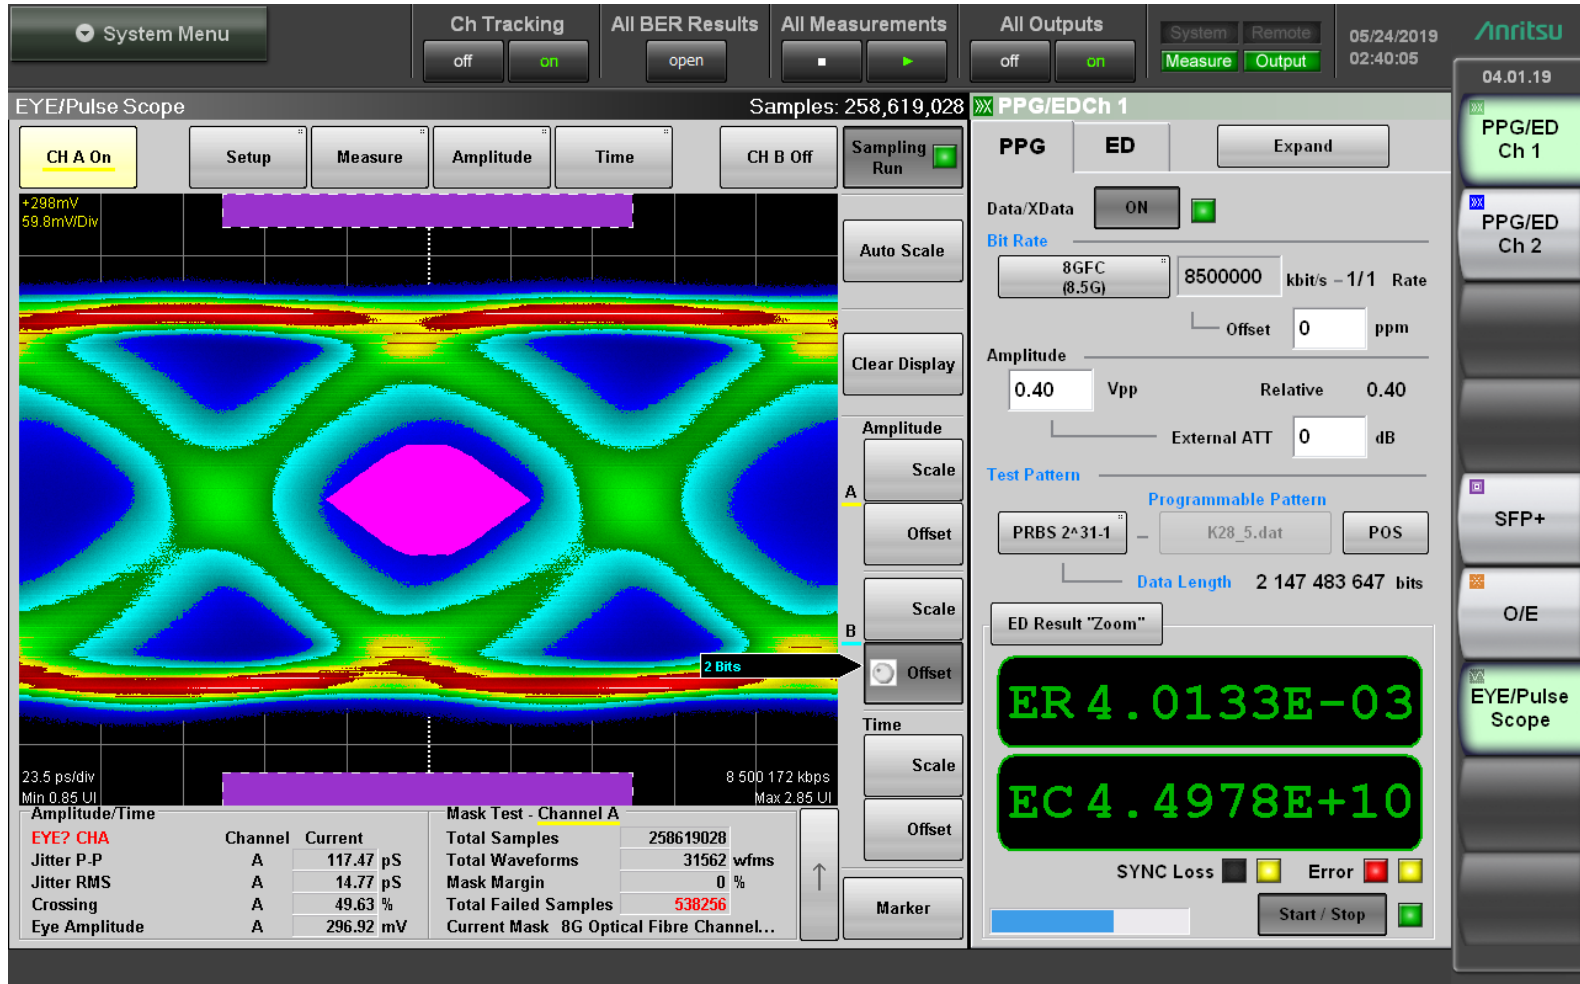 System Menu
Ch Tracking
off on
All BER Results
open
All Measurements
All Outputs
off on
System Remote
Measure Output
05/24/2019
02:40:05
Anritsu
04.01.19
EYE/Pulse Scope
Samples: 258,619,028
CH A On
Setup
Measure
Amplitude
Time
CH B Off
Sampling
Run
+298mV
59.8mV/Div
Auto Scale
Clear Display
Amplitude
Scale
A
Offset
Scale
B
Offset
2 Bits
Time
Scale
Offset
Marker
23.5 ps/div
Min 0.85 UI
8 500 172 kbps
Max 2.85 UI
Amplitude/Time
EYE? CHA Channel Current
Jitter P-P A 117.47 pS
Jitter RMS A 14.77 pS
Crossing A 49.63 %
Eye Amplitude A 296.92 mV
Mask Test - Channel A
Total Samples 258619028
Total Waveforms 31562 wfms
Mask Margin 0 %
Total Failed Samples 538256
Current Mask 8G Optical Fibre Channel...
PPG/EDCh 1
PPG ED Expand
Data/XData ON
Bit Rate
8GFC
(8.5G)
8500000 kbit/s – 1/1 Rate
Offset 0 ppm
Amplitude
0.40 Vpp Relative 0.40
External ATT 0 dB
Test Pattern
Programmable Pattern
PRBS 2^31-1 – K28_5.dat POS
Data Length 2 147 483 647 bits
ED Result "Zoom"
ER 4.0133E-03
EC 4.4978E+10
SYNC Loss Error
Start / Stop
PPG/ED
Ch 1
PPG/ED
Ch 2
SFP+
O/E
EYE/Pulse
Scope